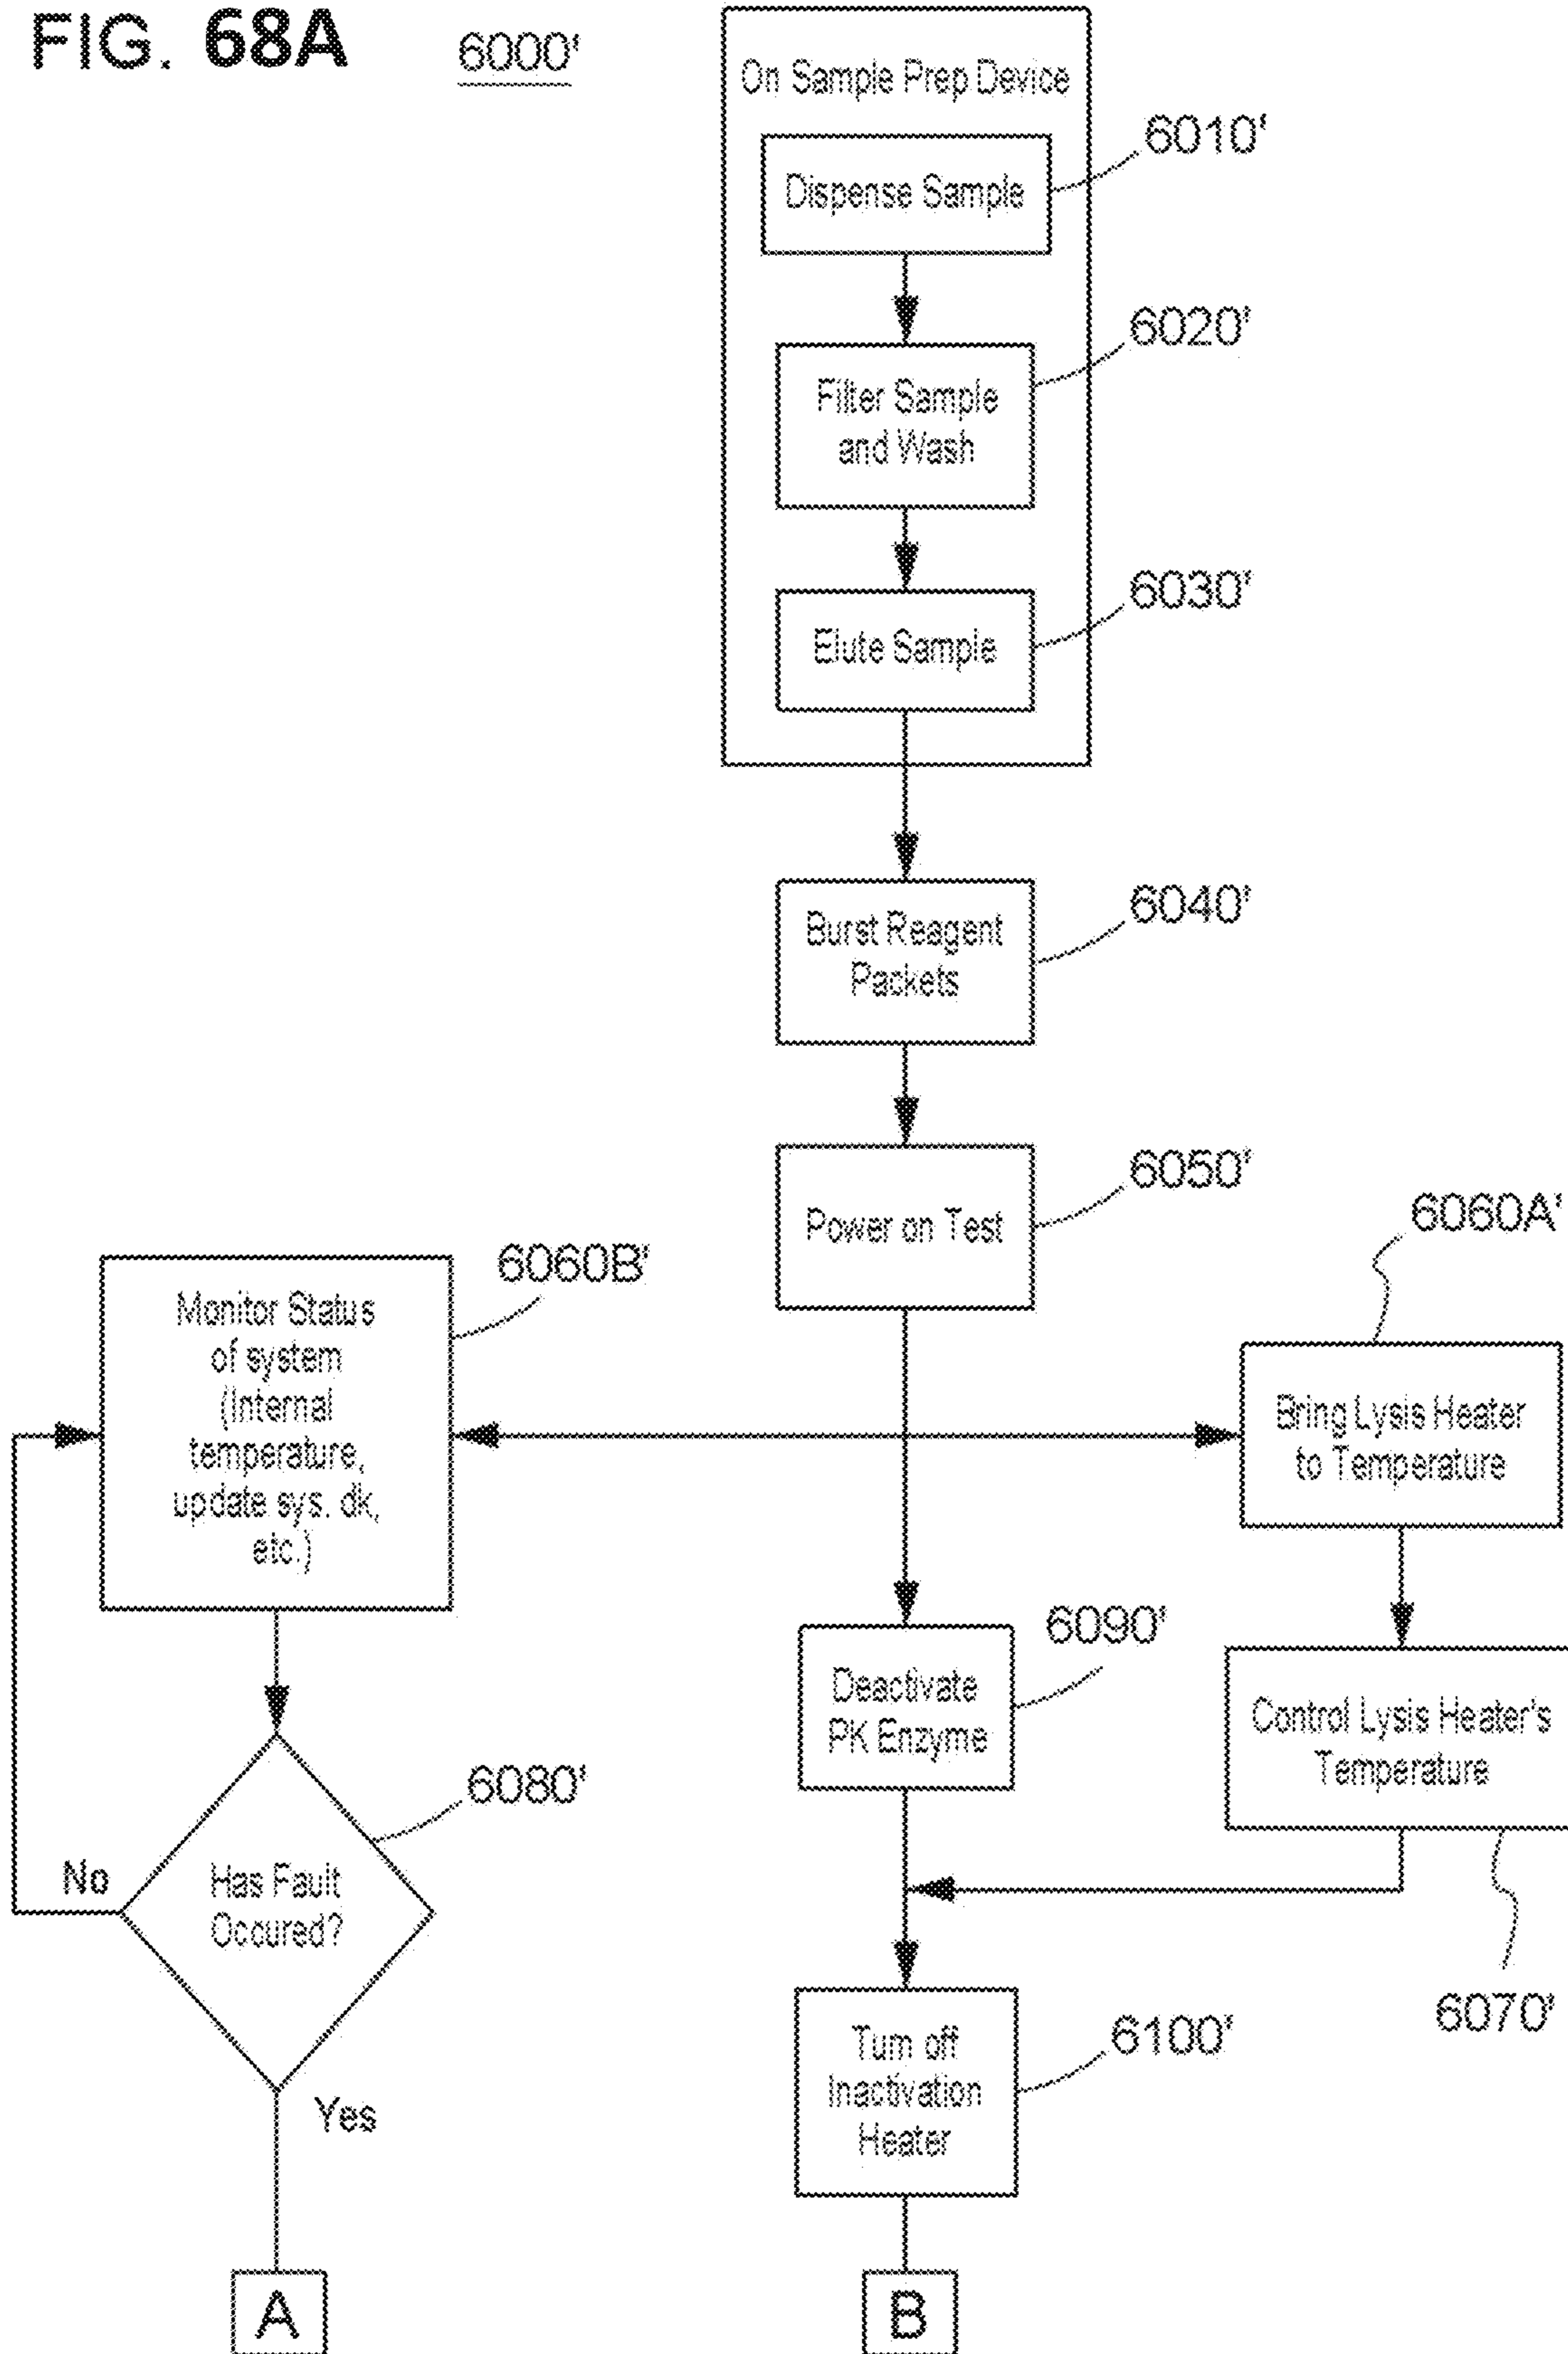 FIG. 68A
6000'
On Sample Prep Device
6010'
Dispense Sample
6020'
Filter Sample
and Wash
6030'
Elute Sample
6040'
Burst Reagent
Packets
6050'
Power on Test
6060A'
6060B'
Monitor Status
of system
(Internal
temperature,
update sys. dk,
etc.)
Bring Lysis Heater
to Temperature
6090'
Deactivate
PK Enzyme
Control Lysis Heater's
Temperature
6080'
No
Has Fault
Occured?
Yes
6070'
6100'
Turn off
Inactivation
Heater
A
B